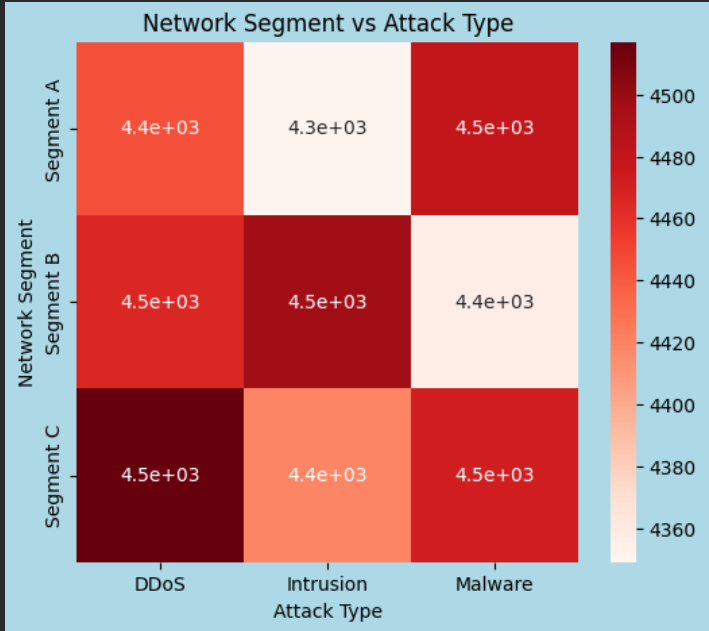 Network Segment vs Attack Type
Network Segment
Segment A
4.4e+03
4.3e+03
4.5e+03
Segment B
4.5e+03
4.5e+03
4.4e+03
Segment C
4.5e+03
4.4e+03
4.5e+03
DDoS
Intrusion
Malware
Attack Type
4500
4480
4460
4440
4420
4400
4380
4360